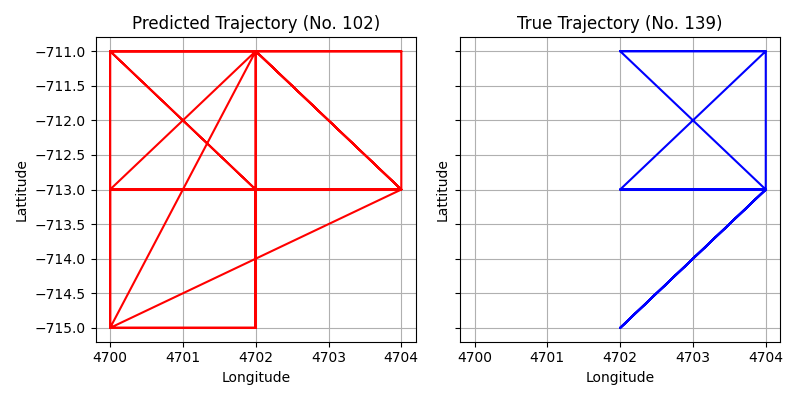 Predicted Trajectory (No. 102)
True Trajectory (No. 139)
−711.0
−711.5
−712.0
−712.5
−713.0
−713.5
−714.0
−714.5
−715.0
Lattitude
Lattitude
4700 4701 4702 4703 4704
4700 4701 4702 4703 4704
Longitude
Longitude